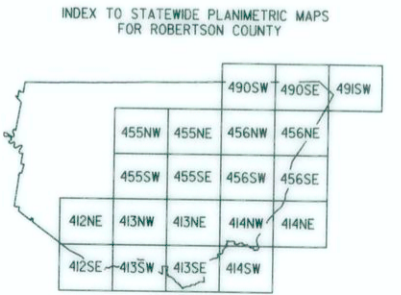 INDEX TO STATEWIDE PLANIMETRIC MAPS
FOR ROBERTSON COUNTY
490SW 490SE 491SW
455NW 455NE 456NW 456NE
455SW 455SE 456SW 456SE
412NE 413NW 413NE 414NW 414NE
412SE 413SW 413SE 414SW